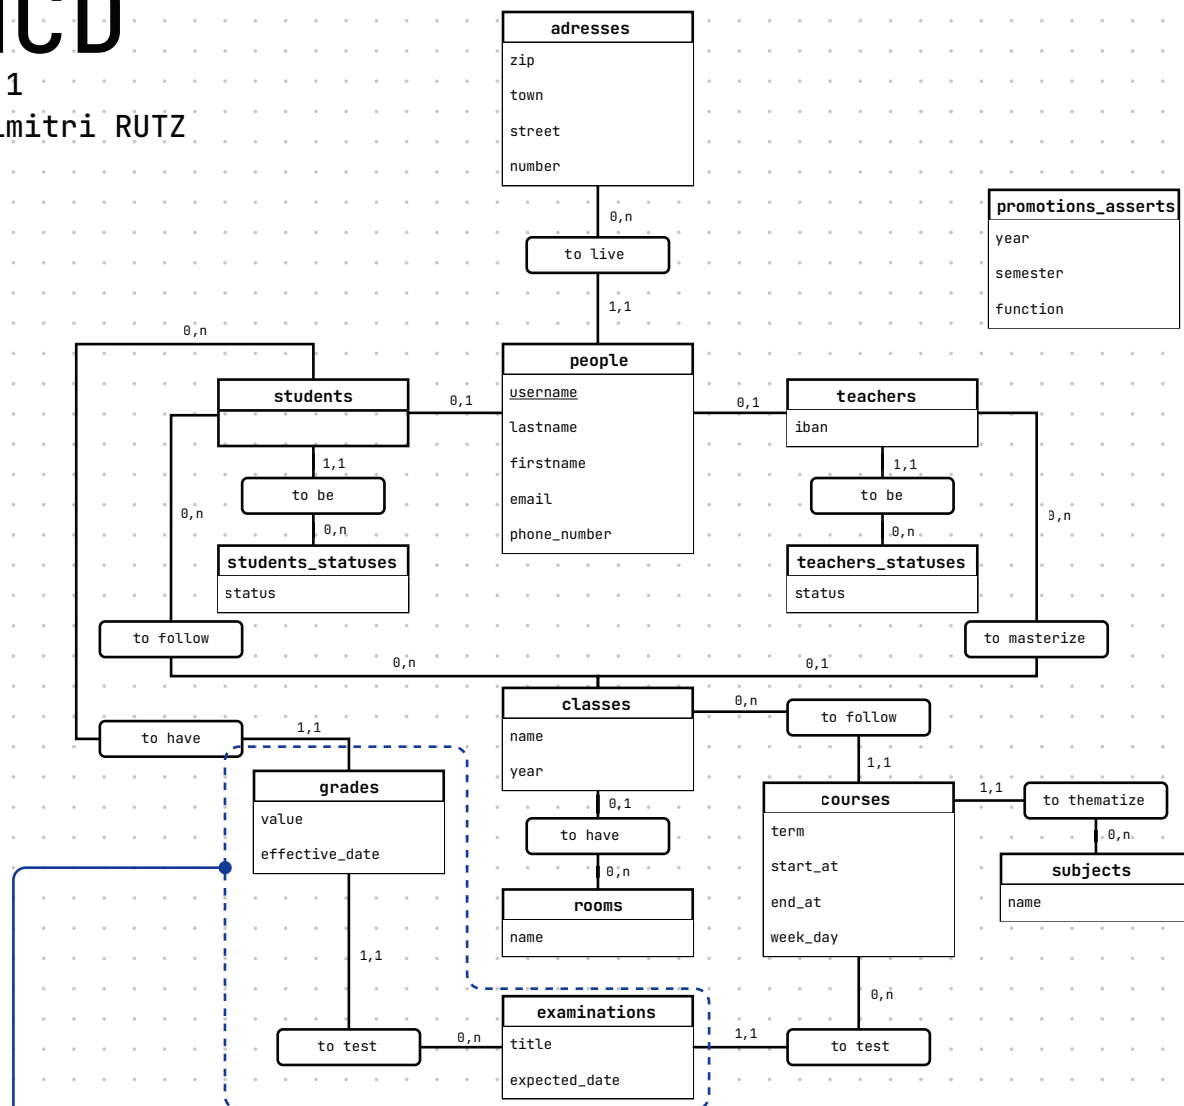 CD
1
mitri RUTZ
adresses
zip
town
street
number
0,n
to live
1,1
promotions_asserts
year
semester
function
0,n
students
0,1
people
username
lastname
firstname
email
phone_number
0,1
teachers
iban
1,1
to be
0,n
students_statuses
status
1,1
to be
0,n
teachers_statuses
status
0,n
0,n
to follow
to masterize
0,n
0,1
classes
name
year
0,n
to follow
1,1
to have
1,1
grades
value
effective_date
0,1
to have
0,n
rooms
name
courses
term
start_at
end_at
week_day
1,1
to thematize
0,n
subjects
name
1,1
0,n
to test
0,n
examinations
title
expected_date
1,1
to test